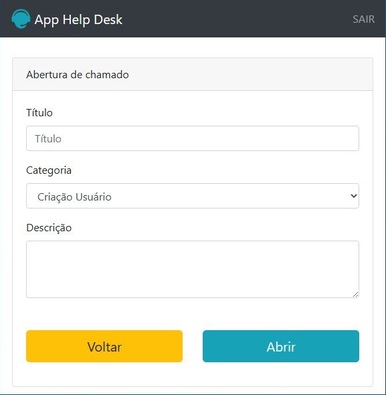 App Help Desk
SAIR
Abertura de chamado
Título
Título
Categoria
Criação Usuário
Descrição
Voltar
Abrir